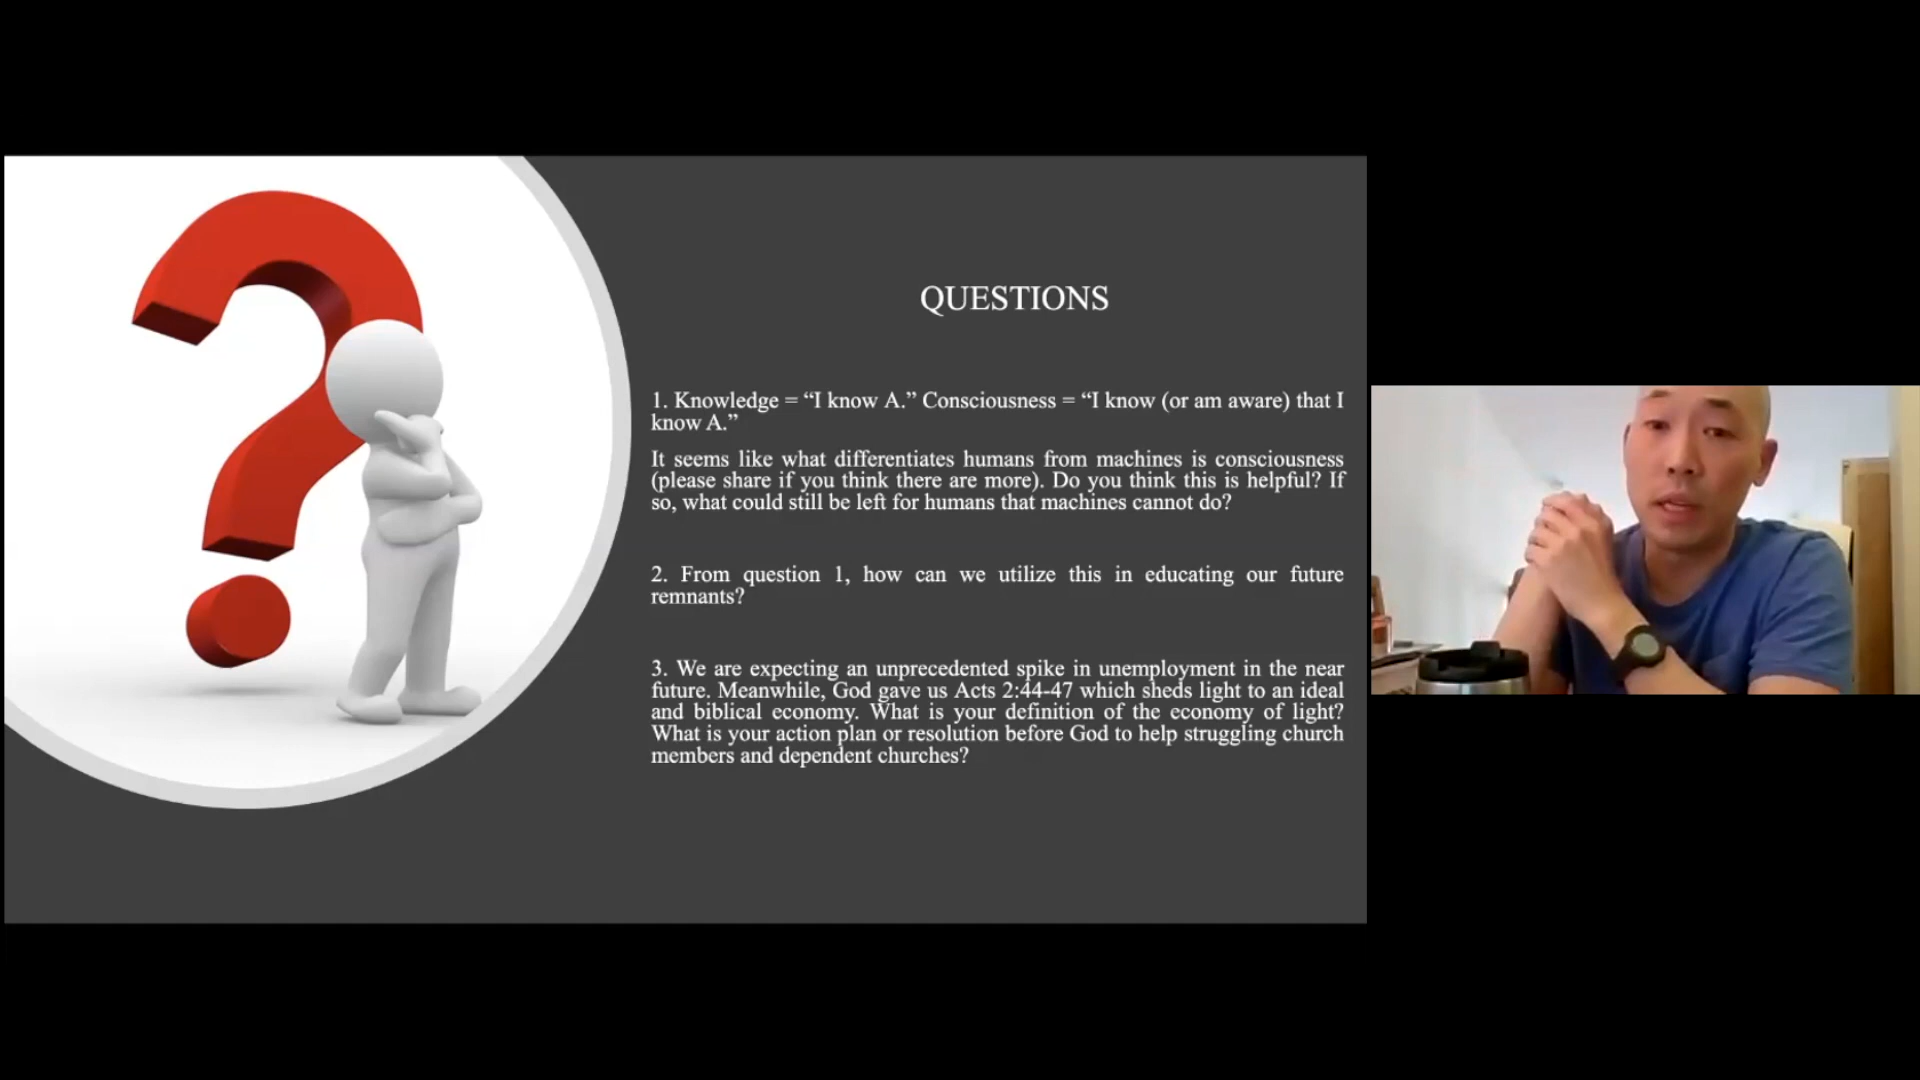 QUESTIONS
1. Knowledge = “I know A.” Consciousness = “I know (or am aware) that I
know A.”
It seems like what differentiates humans from machines is consciousness
(please share if you think there are more). Do you think this is helpful? If
so, what could still be left for humans that machines cannot do?
2. From question 1, how can we utilize this in educating our future
remnants?
3. We are expecting an unprecedented spike in unemployment in the near
future. Meanwhile, God gave us Acts 2:44-47 which sheds light to an ideal
and biblical economy. What is your definition of the economy of light?
What is your action plan or resolution before God to help struggling church
members and dependent churches?